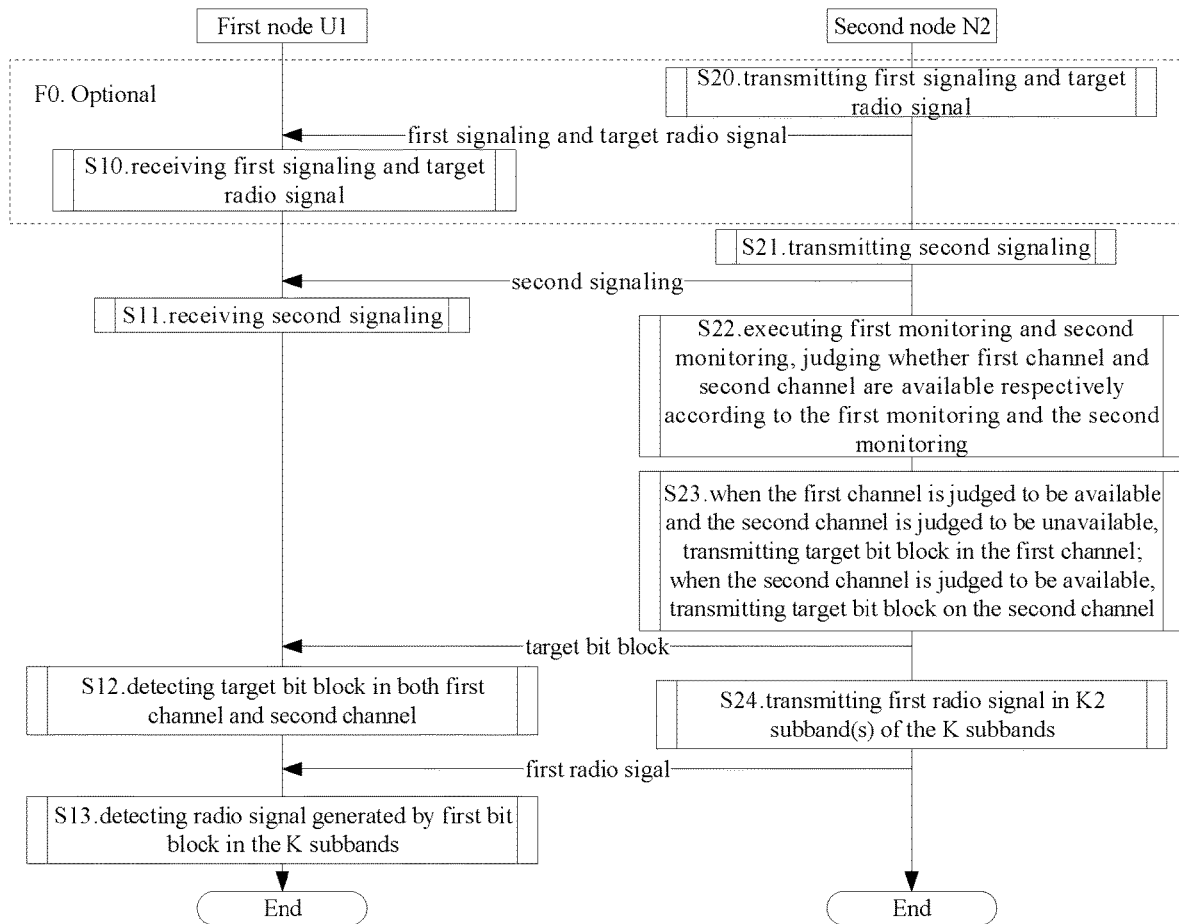 First node U1
Second node N2
F0. Optional
S20.transmitting first signaling and target
radio signal
first signaling and target radio signal
S10.receiving first signaling and target
radio signal
S21.transmitting second signaling
second signaling
S11.receiving second signaling
S22.executing first monitoring and second
monitoring, judging whether first channel and
second channel are available respectively
according to the first monitoring and the second
monitoring
S23.when the first channel is judged to be available
and the second channel is judged to be unavailable,
transmitting target bit block in the first channel;
when the second channel is judged to be available,
transmitting target bit block on the second channel
target bit block
S12.detecting target bit block in both first
channel and second channel
S24.transmitting first radio signal in K2
subband(s) of the K subbands
first radio sigal
S13.detecting radio signal generated by first bit
block in the K subbands
End
End